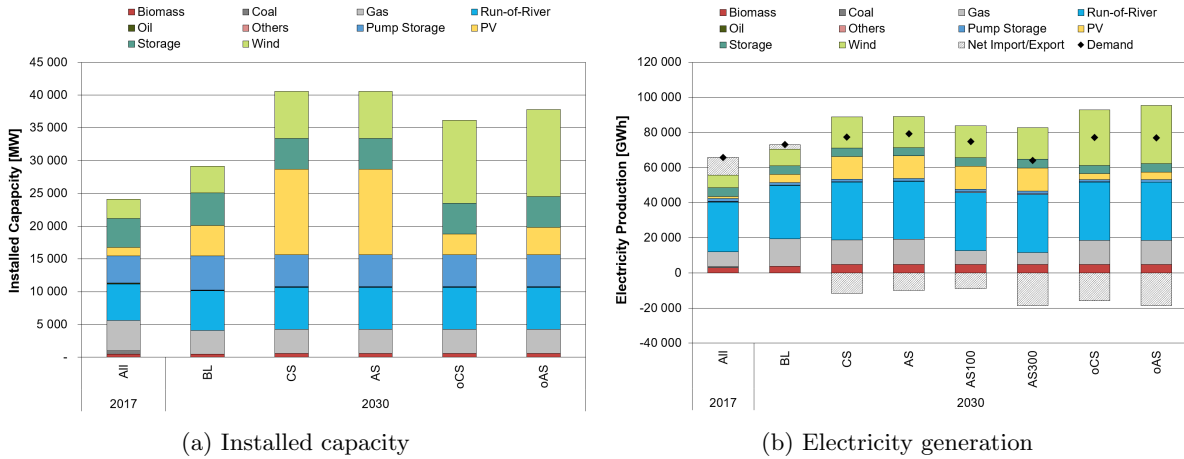 Biomass Coal Gas Run-of-River
Oil Others Pump Storage PV
Storage Wind
45 000
40 000
35 000
30 000
25 000
20 000
15 000
10 000
5 000
-
Installed Capapcity [MW]
All BL CS AS oCS oAS
2017 2030
(a) Installed capacity
Biomass Coal Gas Run-of-River
Oil Others Pump Storage PV
Storage Wind Net Import/Export Demand
120 000
100 000
80 000
60 000
40 000
20 000
0
-20 000
-40 000
Electricity Production [GWh]
All BL CS AS AS100 AS300 oCS oAS
2017 2030
(b) Electricity generation